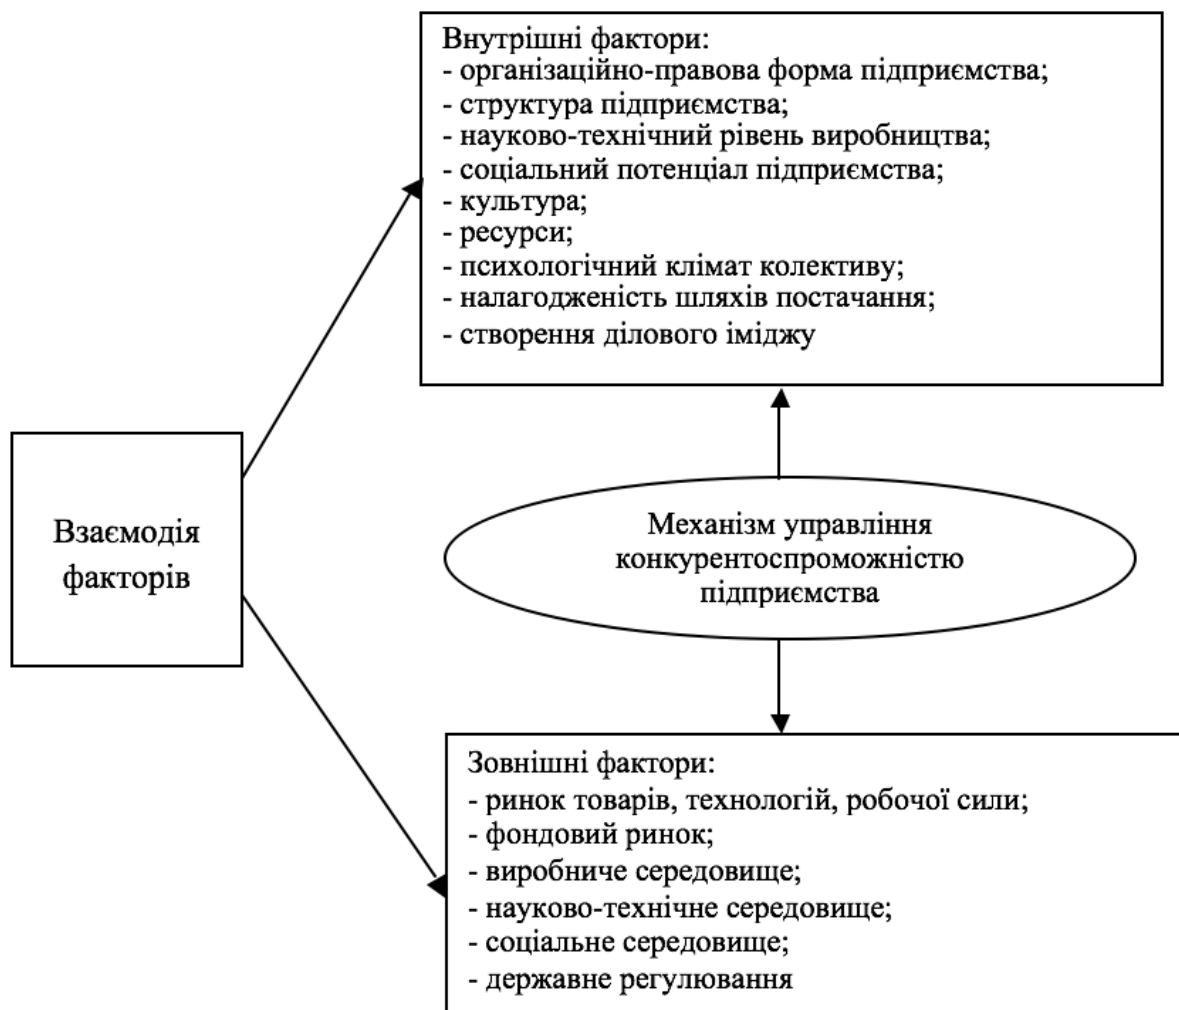 Внутрішні фактори:
- організаційно-правова форма підприємства;
- структура підприємства;
- науково-технічний рівень виробництва;
- соціальний потенціал підприємства;
- культура;
- ресурси;
- психологічний клімат колективу;
- налагодженість шляхів постачання;
- створення ділового іміджу
Взаємодія
факторів
Механізм управління
конкурентоспроможністю
підприємства
Зовнішні фактори:
- ринок товарів, технологій, робочої сили;
- фондовий ринок;
- виробниче середовище;
- науково-технічне середовище;
- соціальне середовище;
- державне регулювання